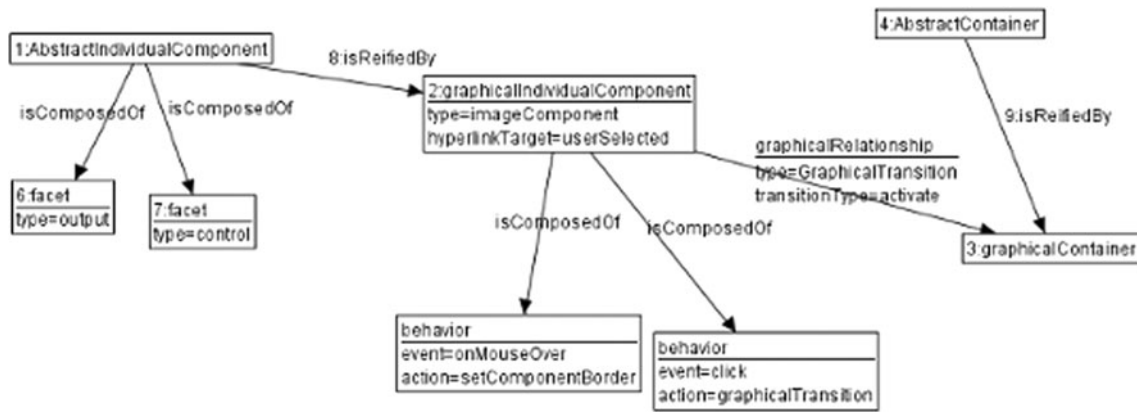 4:AbstractContainer
1:AbstractIndividualComponent
8:isReifiedBy
2:graphicalIndividualComponent
type=imageComponent
hyperlinkTarget=userSelected
isComposedOf
isComposedOf
9:isReifiedBy
graphicalRelationship
type=GraphicalTransition
transitionType=activate
6:facet
type=output
7:facet
type=control
isComposedOf
isComposedOf
3:graphicalContainer
behavior
event=onMouseOver
action=setComponentBorder
behavior
event=click
action=graphicalTransition